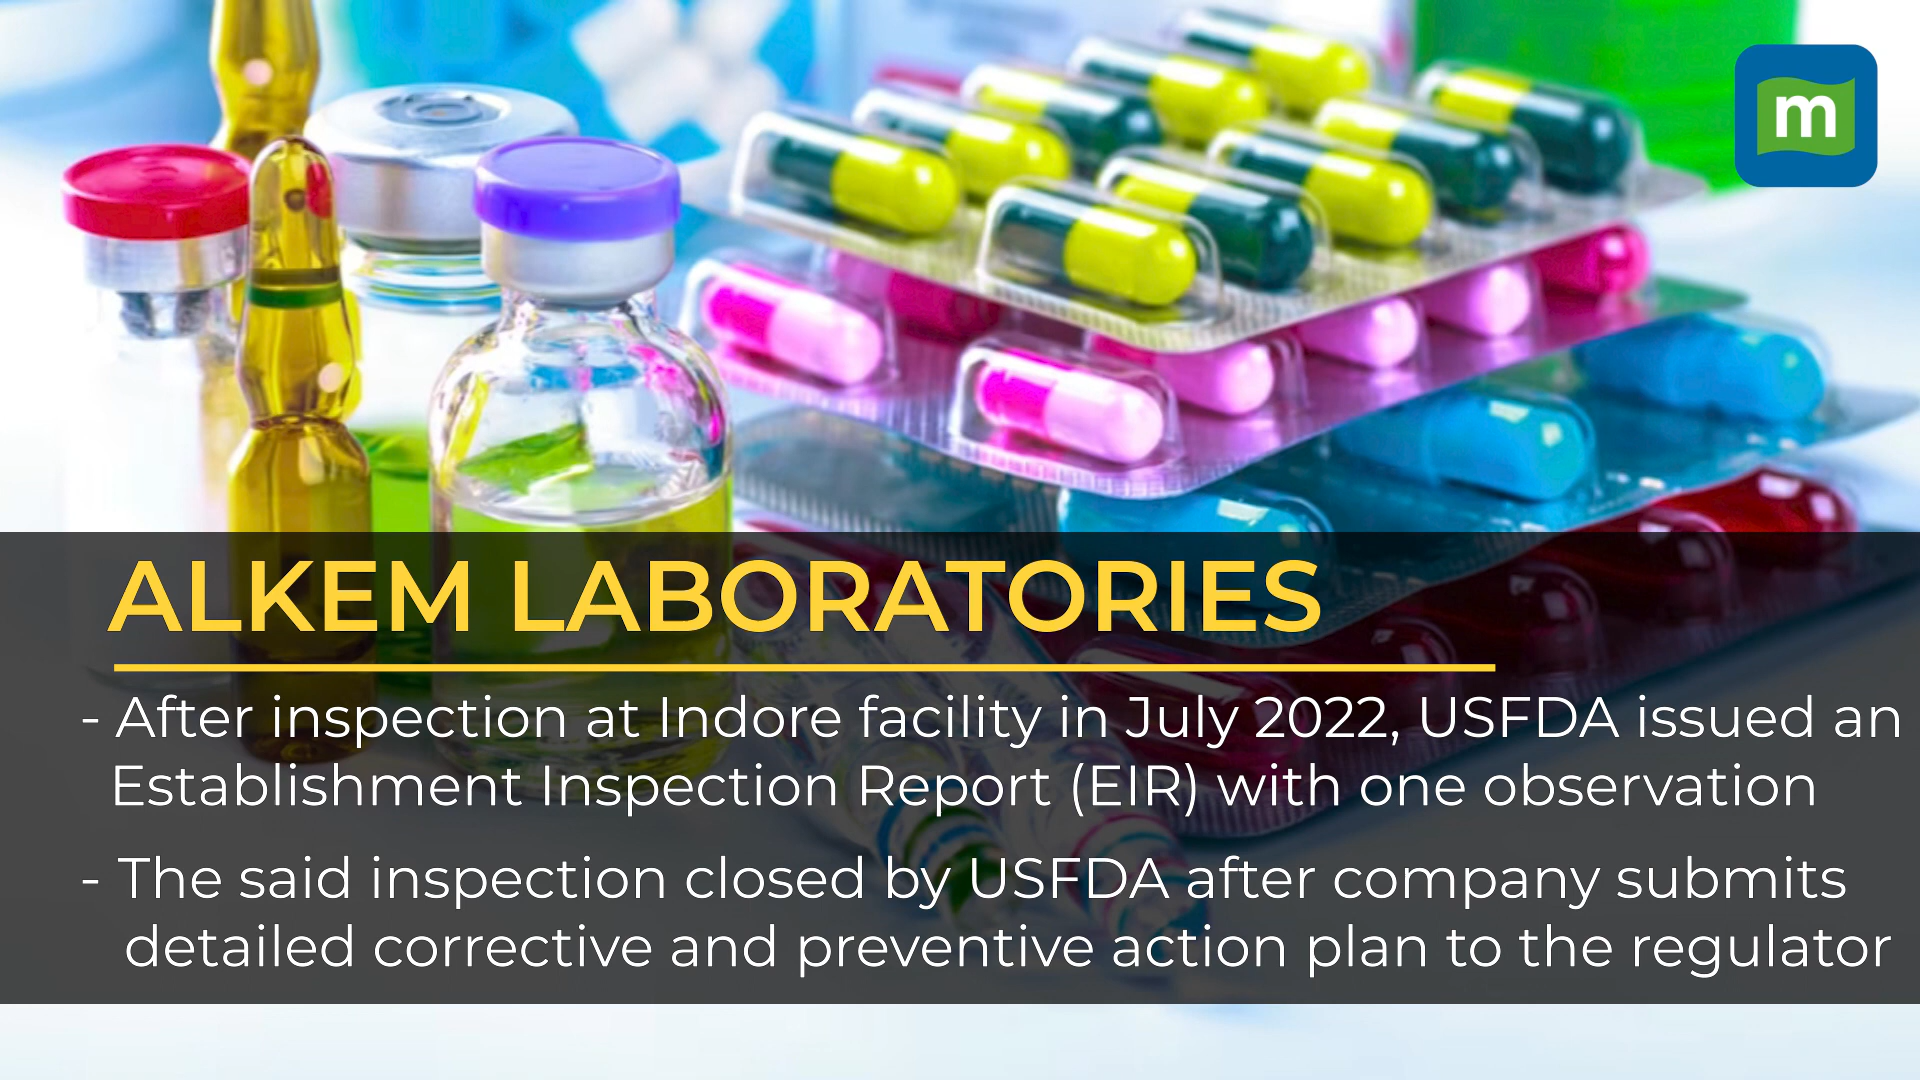 m
ALKEM LABORATORIES
- After inspection at Indore facility in July 2022, USFDA issued an
Establishment Inspection Report (EIR) with one observation
- The said inspection closed by USFDA after company submits
detailed corrective and preventive action plan to the regulator